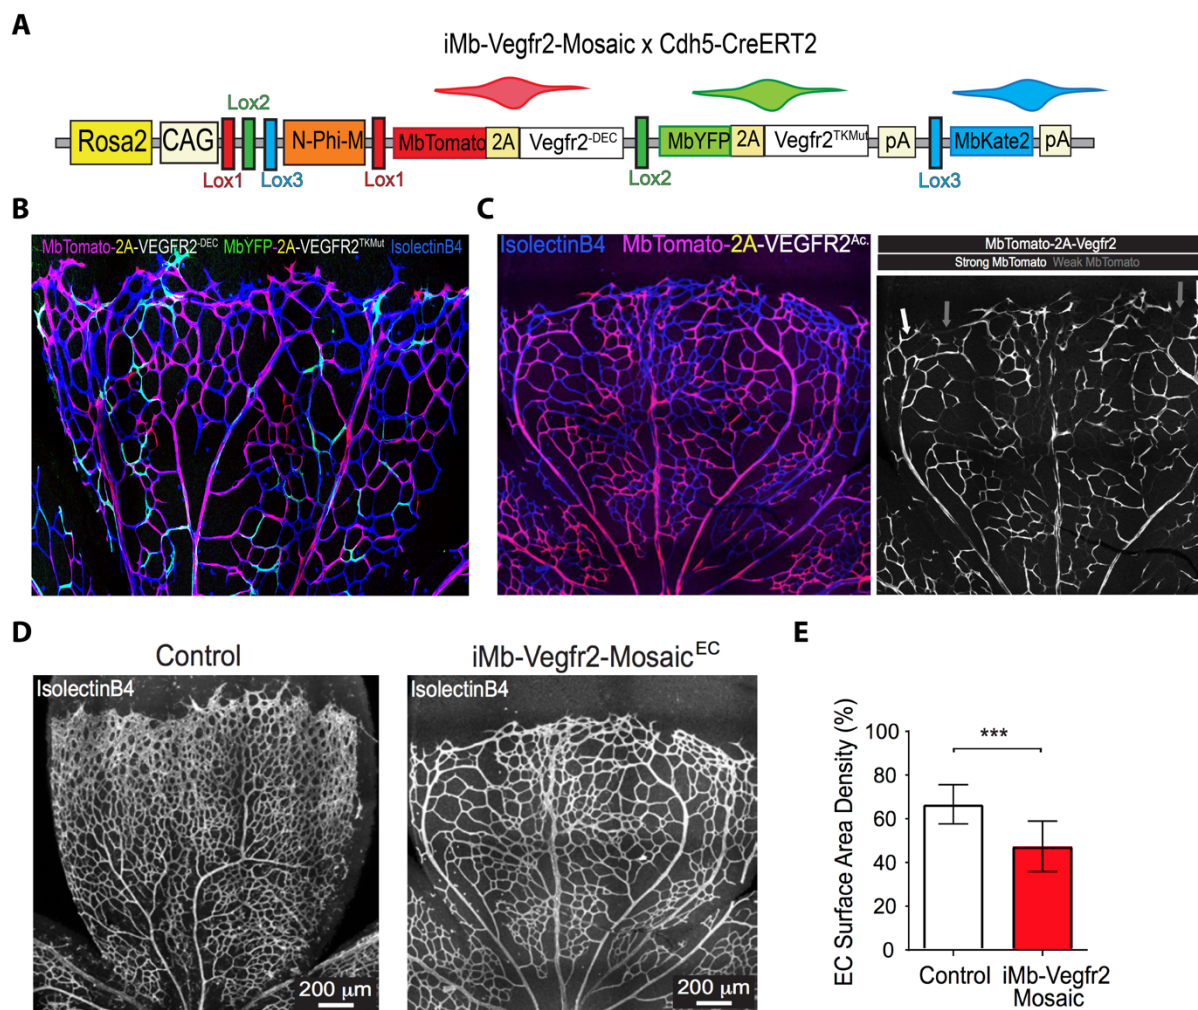 A
iMb-Vegfr2-Mosaic x Cdh5-CreERT2
Lox2
Rosa2 CAG N-Phi-M MbTomato 2A Vegfr2-DEC MbYFP 2A Vegfr2TKMut pA MbKate2 pA
Lox1 Lox3 Lox1 Lox2 Lox3
B
MbTomato-2A-VEGFR2-DEC MbYFP-2A-VEGFR2TKMut IsolectinB4
C
IsolectinB4 MbTomato-2A-VEGFR2Ac.
MbTomato-2A-Vegfr2
Strong MbTomato Weak MbTomato
D
Control
IsolectinB4
200 μm
iMb-Vegfr2-MosaicEC
IsolectinB4
200 μm
E
EC Surface Area Density (%)
100
80
60
40
20
0
***
Control iMb-Vegfr2
Mosaic